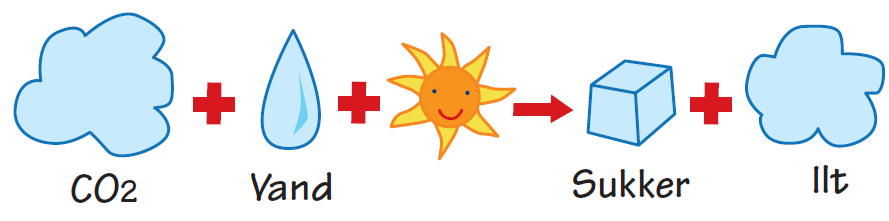 CO2 Vand Sukker Ilt